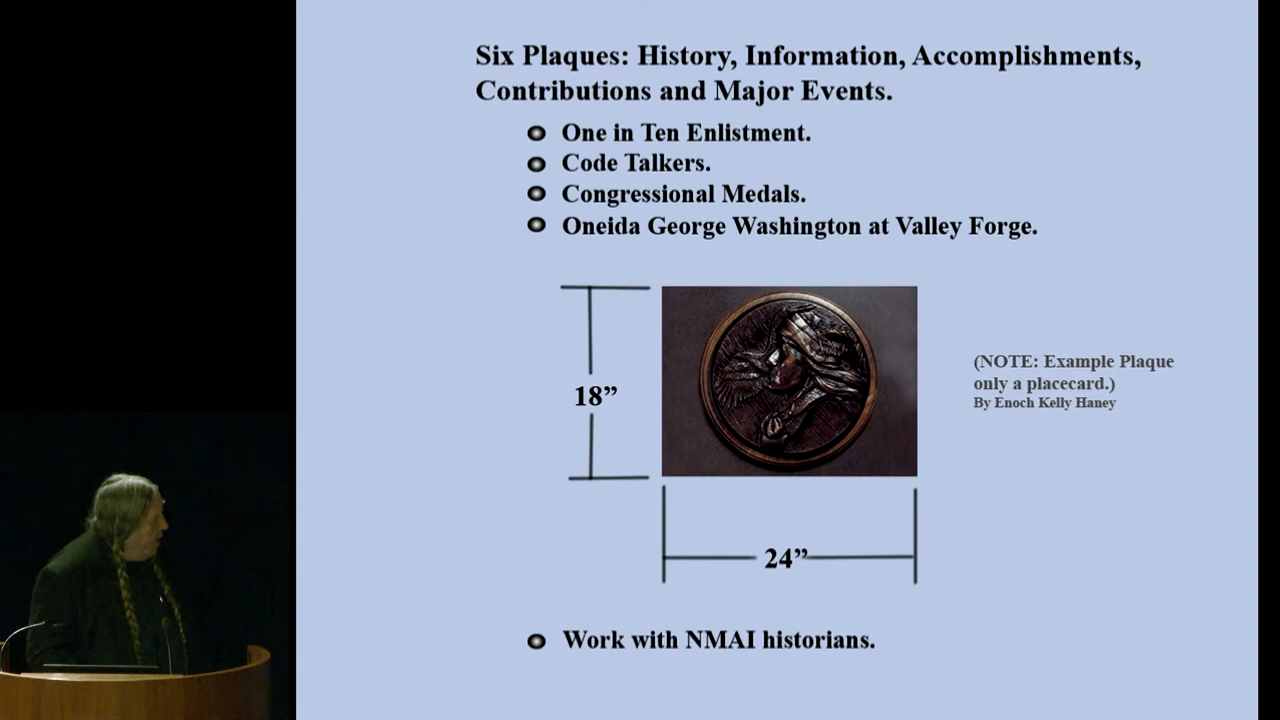 Six Plaques: History, Information, Accomplishments,
Contributions and Major Events.
One in Ten Enlistment.
Code Talkers.
Congressional Medals.
Oneida George Washington at Valley Forge.
18”
(NOTE: Example Plaque
only a placecard.)
By Enoch Kelly Haney
24”
Work with NMAI historians.